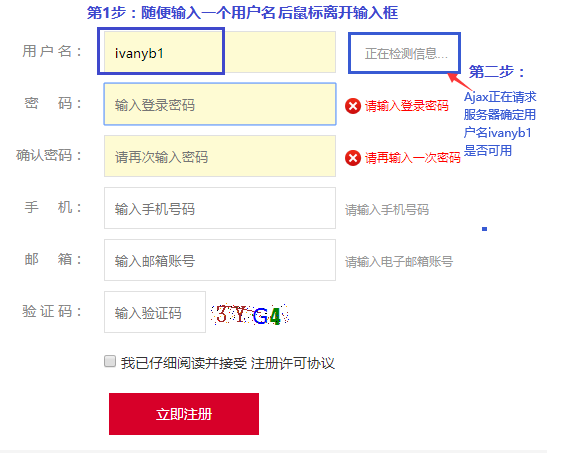 第1步：随便输入一个用户名后鼠标离开输入框
用 户 名： ivanyb1 正在检测信息...
第二步：
密 码： 输入登录密码 请输入登录密码
Ajax正在请求
服务器确定用
户名ivanyb1
是否可用
确认密码： 请再次输入密码 请再输入一次密码
手 机： 输入手机号码 请输入手机号码
邮 箱： 输入邮箱账号 请输入电子邮箱账号
验 证 码： 输入验证码 3YG4
我已仔细阅读并接受 注册许可协议
立即注册